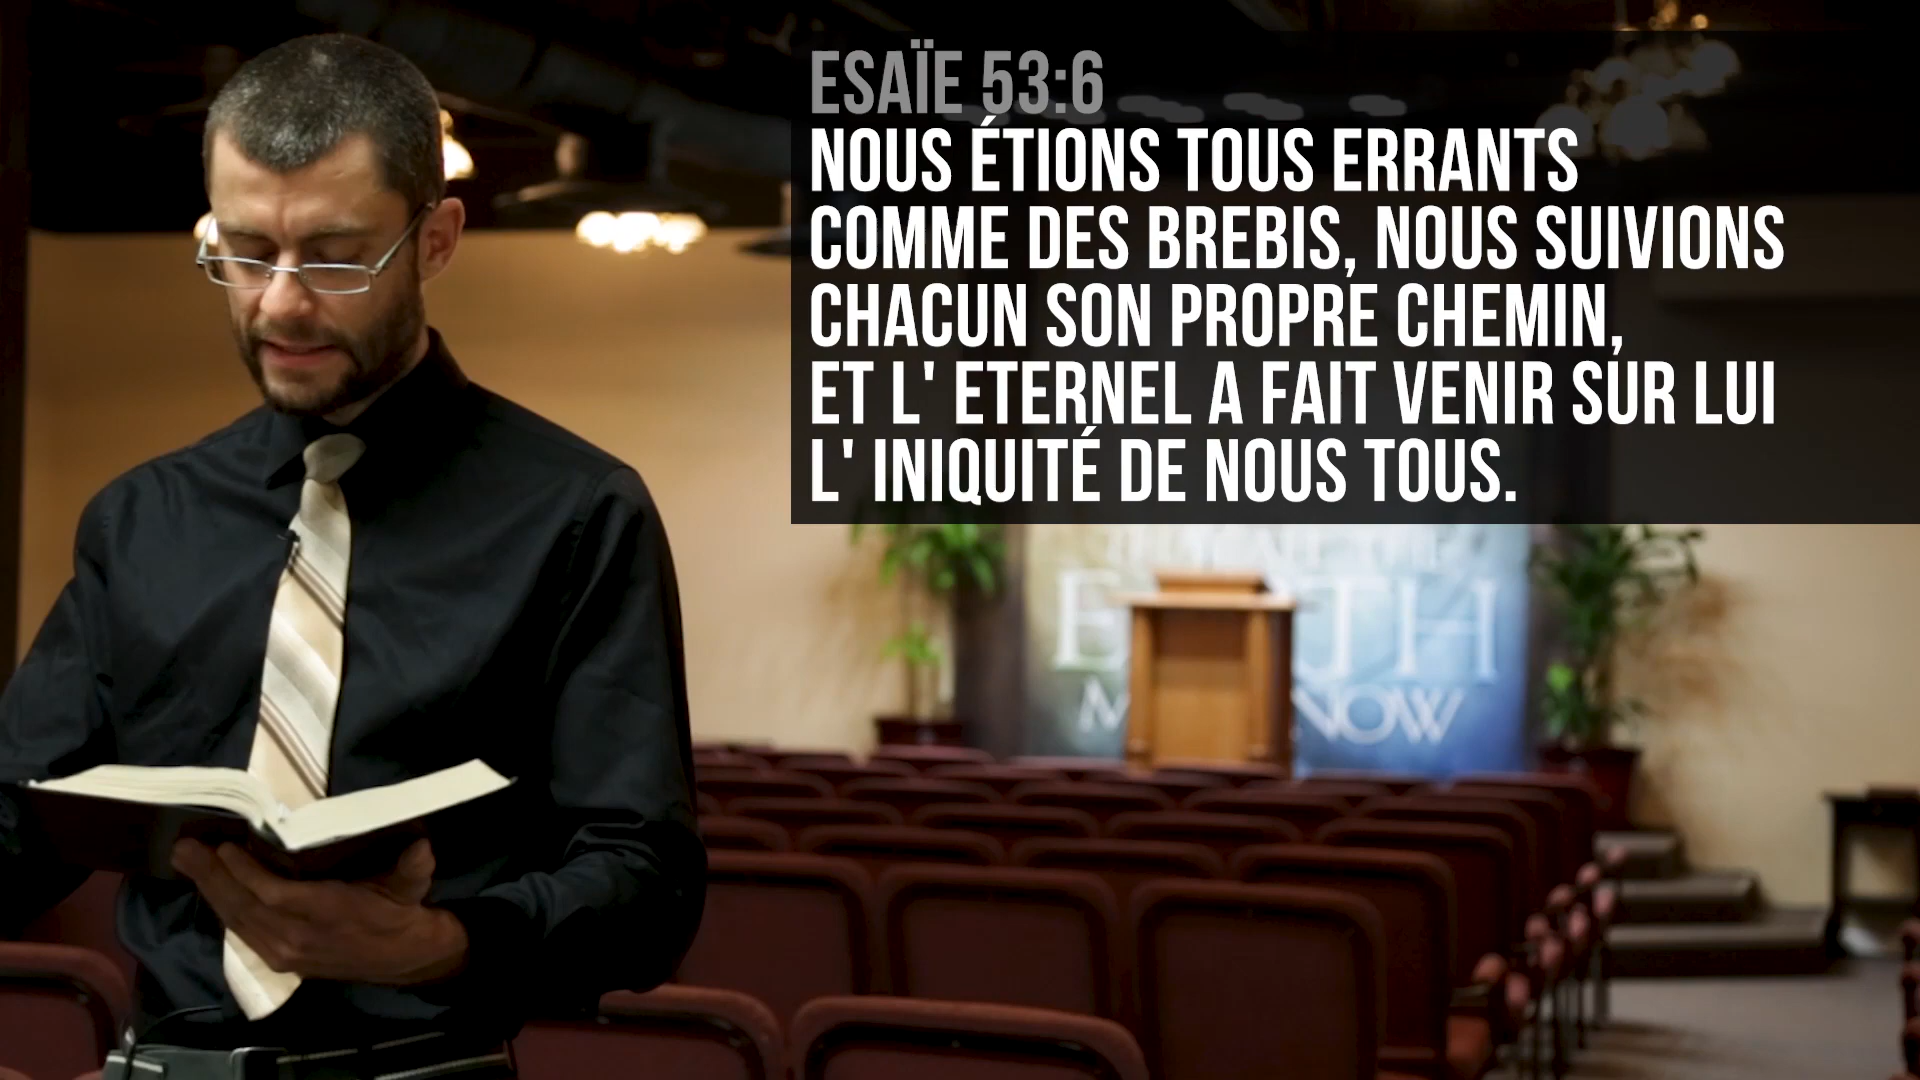 ESAÏE 53:6
NOUS ÉTIONS TOUS ERRANTS
COMME DES BREBIS, NOUS SUIVIONS
CHACUN SON PROPRE CHEMIN,
ET L' ETERNEL A FAIT VENIR SUR LUI
L' INIQUITÉ DE NOUS TOUS.
NOW